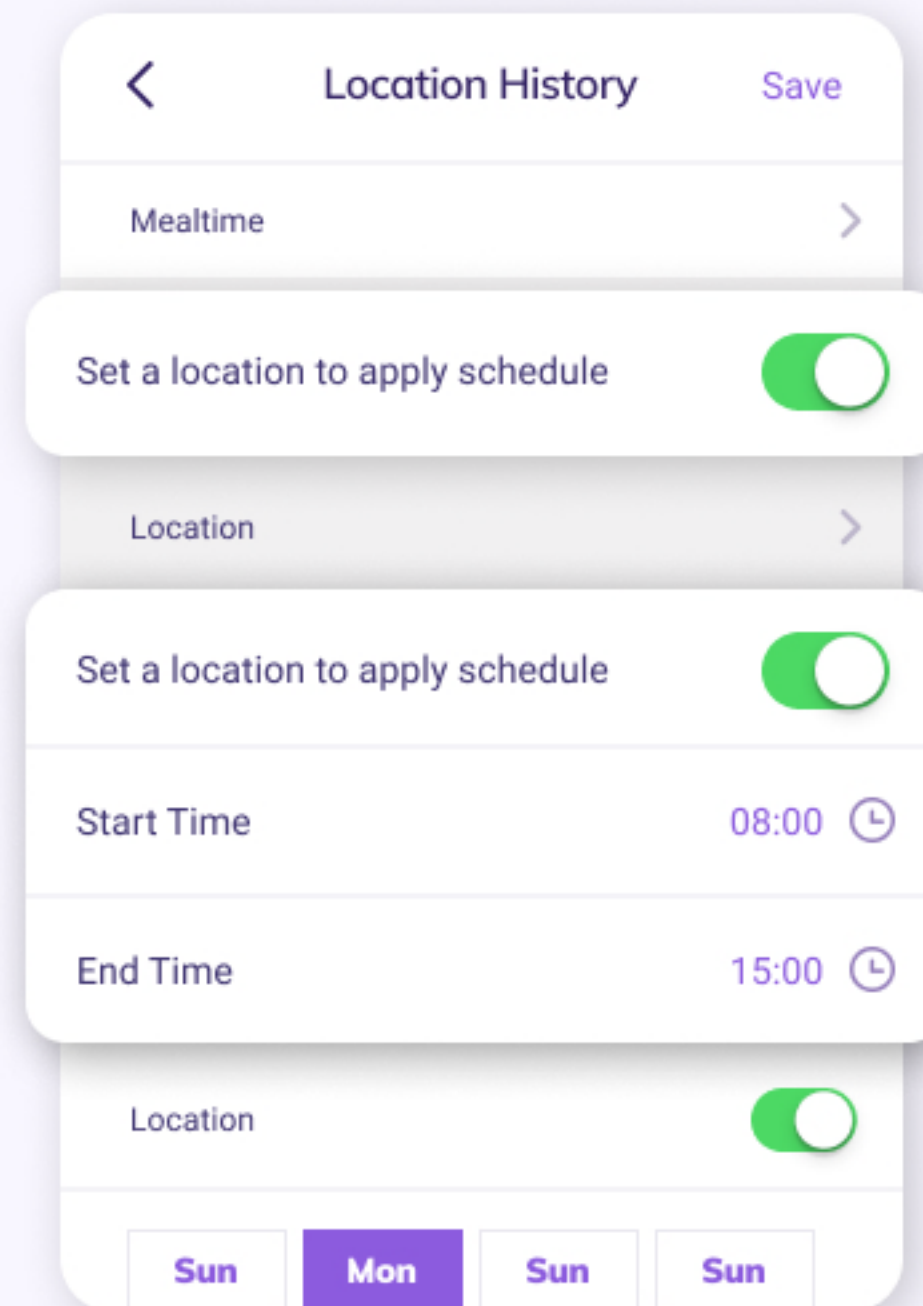 Location History Save
Mealtime
Set a location to apply schedule
Location
Set a location to apply schedule
Start Time 08:00
End Time 15:00
Location
Sun Mon Sun Sun